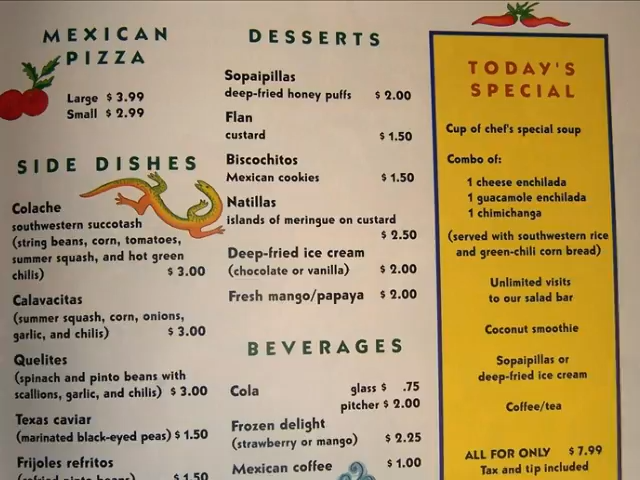 MEXICAN
PIZZA
Large $ 3.99
Small $ 2.99
SIDE DISHES
Colache
southwestern succotash
(string beans, corn, tomatoes,
summer squash, and hot green
chilis) $ 3.00
Calavacitas
(summer squash, corn, onions,
garlic, and chilis) $ 3.00
Quelites
(spinach and pinto beans with
scallions, garlic, and chilis) $ 3.00
Texas caviar
(marinated black-eyed peas) $ 1.50
Frijoles refritos
(refried pinto beans) $ 1.50
DESSERTS
Sopaipillas
deep-fried honey puffs $ 2.00
Flan
custard $ 1.50
Biscochitos
Mexican cookies $ 1.50
Natillas
islands of meringue on custard
$ 2.50
Deep-fried ice cream
(chocolate or vanilla) $ 2.00
Fresh mango/papaya $ 2.00
BEVERAGES
Cola glass $ .75
pitcher $ 2.00
Frozen delight
(strawberry or mango) $ 2.25
Mexican coffee $ 1.00
TODAY'S
SPECIAL
Cup of chef's special soup
Combo of:
1 cheese enchilada
1 guacamole enchilada
1 chimichanga
(served with southwestern rice
and green-chili corn bread)
Unlimited visits
to our salad bar
Coconut smoothie
Sopaipillas or
deep-fried ice cream
Coffee/tea
ALL FOR ONLY $ 7.99
Tax and tip included